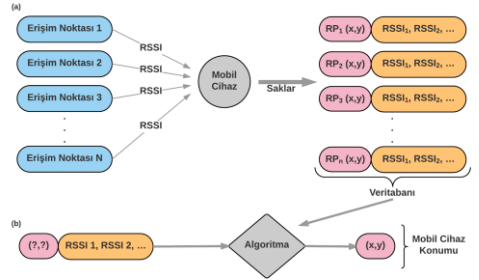 (a)
Erişim Noktası 1
Erişim Noktası 2
Erişim Noktası 3
Erişim Noktası N
RSSI
RSSI
RSSI
RSSI
Mobil
Cihaz
Saklar
RP₁ (x,y) RSSI₁, RSSI₂, ...
RP₂ (x,y) RSSI₁, RSSI₂, ...
RP₃ (x,y) RSSI₁, RSSI₂, ...
RPₙ (x,y) RSSI₁, RSSI₂, ...
Veritabanı
(b)
(?,?) RSSI 1, RSSI 2, ...
Algoritma
(x,y)
Mobil Cihaz
Konumu